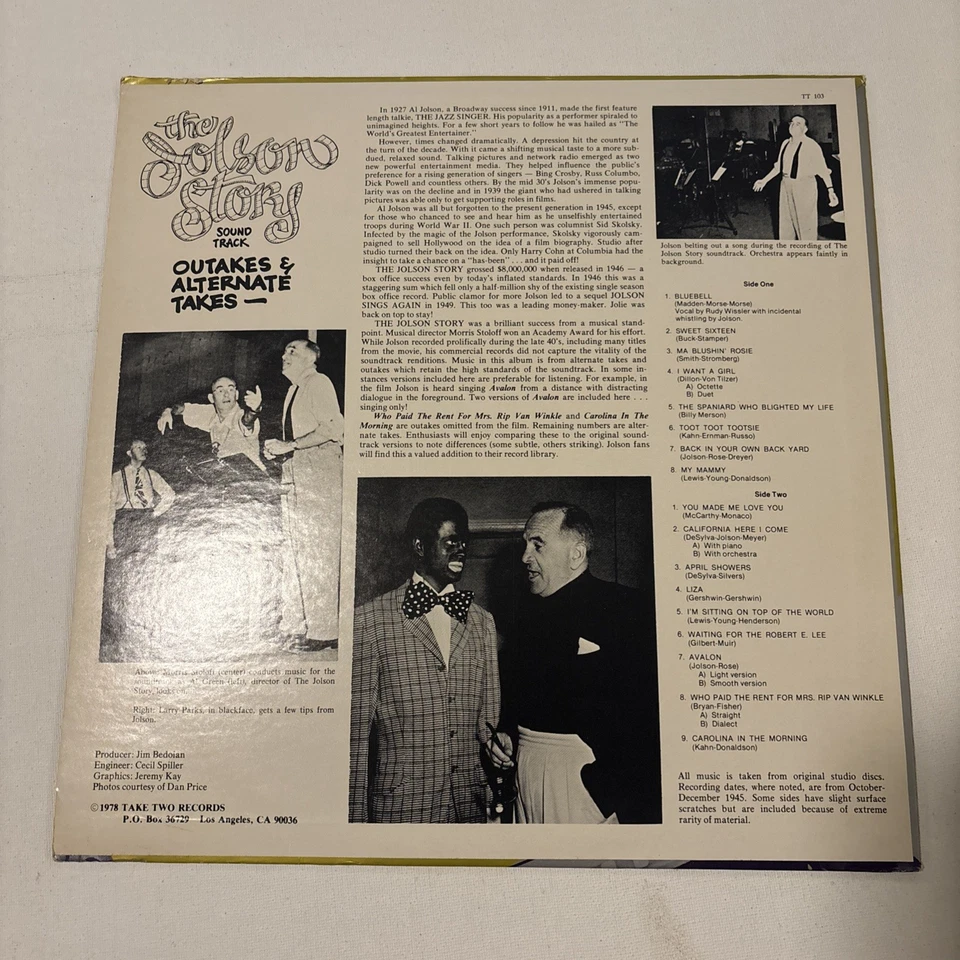 TT 103
the
Jolson
Story
SOUND
TRACK
OUTAKES &
ALTERNATE
TAKES —
In 1927 Al Jolson, a Broadway success since 1911, made the first feature
length talkie, THE JAZZ SINGER. His popularity as a performer spiraled to
unimagined heights. For a few short years to follow he was hailed as "The
World's Greatest Entertainer."
However, times changed dramatically. A depression hit the country at
the turn of the decade. With it came a shifting musical taste to a more sub-
dued, relaxed sound. Talking pictures and network radio emerged as two
new powerful entertainment media. They helped influence the public's
preference for a rising generation of singers — Bing Crosby, Russ Columbo,
Dick Powell and countless others. By the mid 30's Jolson's immense popu-
larity was on the decline and in 1939 the giant who had ushered in talking
pictures was able only to get supporting roles in films.
Al Jolson was all but forgotten to the present generation in 1945, except
for those who chanced to see and hear him as he unselfishly entertained
troops during World War II. One such person was columnist Sid Skolsky.
Infected by the magic of the Jolson performance, Skolsky vigorously cam-
paigned to sell Hollywood on the idea of a film biography. Studio after
studio turned their back on the idea. Only Harry Cohn at Columbia had the
insight to take a chance on a "has-been" . . . and it paid off!
THE JOLSON STORY grossed $8,000,000 when released in 1946 — a
box office success even by today's inflated standards. In 1946 this was a
staggering sum which fell only a half-million shy of the existing single season
box office record. Public clamor for more Jolson led to a sequel JOLSON
SINGS AGAIN in 1949. This too was a leading money-maker. Jolie was
back on top to stay!
THE JOLSON STORY was a brilliant success from a musical stand-
point. Musical director Morris Stoloff won an Academy Award for his effort.
While Jolson recorded prolifically during the late 40's, including many titles
from the movie, his commercial records did not capture the vitality of the
soundtrack renditions. Music in this album is from alternate takes and
outakes which retain the high standards of the soundtrack. In some in-
stances versions included here are preferable for listening. For example, in
the film Jolson is heard singing Avalon from a distance with distracting
dialogue in the foreground. Two versions of Avalon are included here . . .
singing only!
Who Paid The Rent For Mrs. Rip Van Winkle and Carolina In The
Morning are outakes omitted from the film. Remaining numbers are alter-
nate takes. Enthusiasts will enjoy comparing these to the original sound-
track versions to note differences (some subtle, others striking). Jolson fans
will find this a valued addition to their record library.
Jolson belting out a song during the recording of The
Jolson Story soundtrack. Orchestra appears faintly in
background.
Side One
1. BLUEBELL
(Madden-Morse-Morse)
Vocal by Rudy Wissler with incidental
whistling by Jolson.
2. SWEET SIXTEEN
(Buck-Stamper)
3. MA BLUSHIN' ROSIE
(Smith-Stromberg)
4. I WANT A GIRL
(Dillon-Von Tilzer)
A) Octette
B) Duet
5. THE SPANIARD WHO BLIGHTED MY LIFE
(Billy Merson)
6. TOOT TOOT TOOTSIE
(Kahn-Ernman-Russo)
7. BACK IN YOUR OWN BACK YARD
(Jolson-Rose-Dreyer)
8. MY MAMMY
(Lewis-Young-Donaldson)
Side Two
1. YOU MADE ME LOVE YOU
(McCarthy-Monaco)
2. CALIFORNIA HERE I COME
(DeSylva-Jolson-Meyer)
A) With piano
B) With orchestra
3. APRIL SHOWERS
(DeSylva-Silvers)
4. LIZA
(Gershwin-Gershwin)
5. I'M SITTING ON TOP OF THE WORLD
(Lewis-Young-Henderson)
6. WAITING FOR THE ROBERT E. LEE
(Gilbert-Muir)
7. AVALON
(Jolson-Rose)
A) Light version
B) Smooth version
8. WHO PAID THE RENT FOR MRS. RIP VAN WINKLE
(Bryan-Fisher)
A) Straight
B) Dialect
9. CAROLINA IN THE MORNING
(Kahn-Donaldson)
All music is taken from original studio discs.
Recording dates, where noted, are from October-
December 1945. Some sides have slight surface
scratches but are included because of extreme
rarity of material.
Above: Morris Stoloff (center) conducts music for the
Al Green (left), director of The Jolson
Story, looks on.
Right: Larry Parks, in blackface, gets a few tips from
Jolson.
Producer: Jim Bedoian
Engineer: Cecil Spiller
Graphics: Jeremy Kay
Photos courtesy of Dan Price
©1978 TAKE TWO RECORDS
P.O. Box 36729 Los Angeles, CA 90036